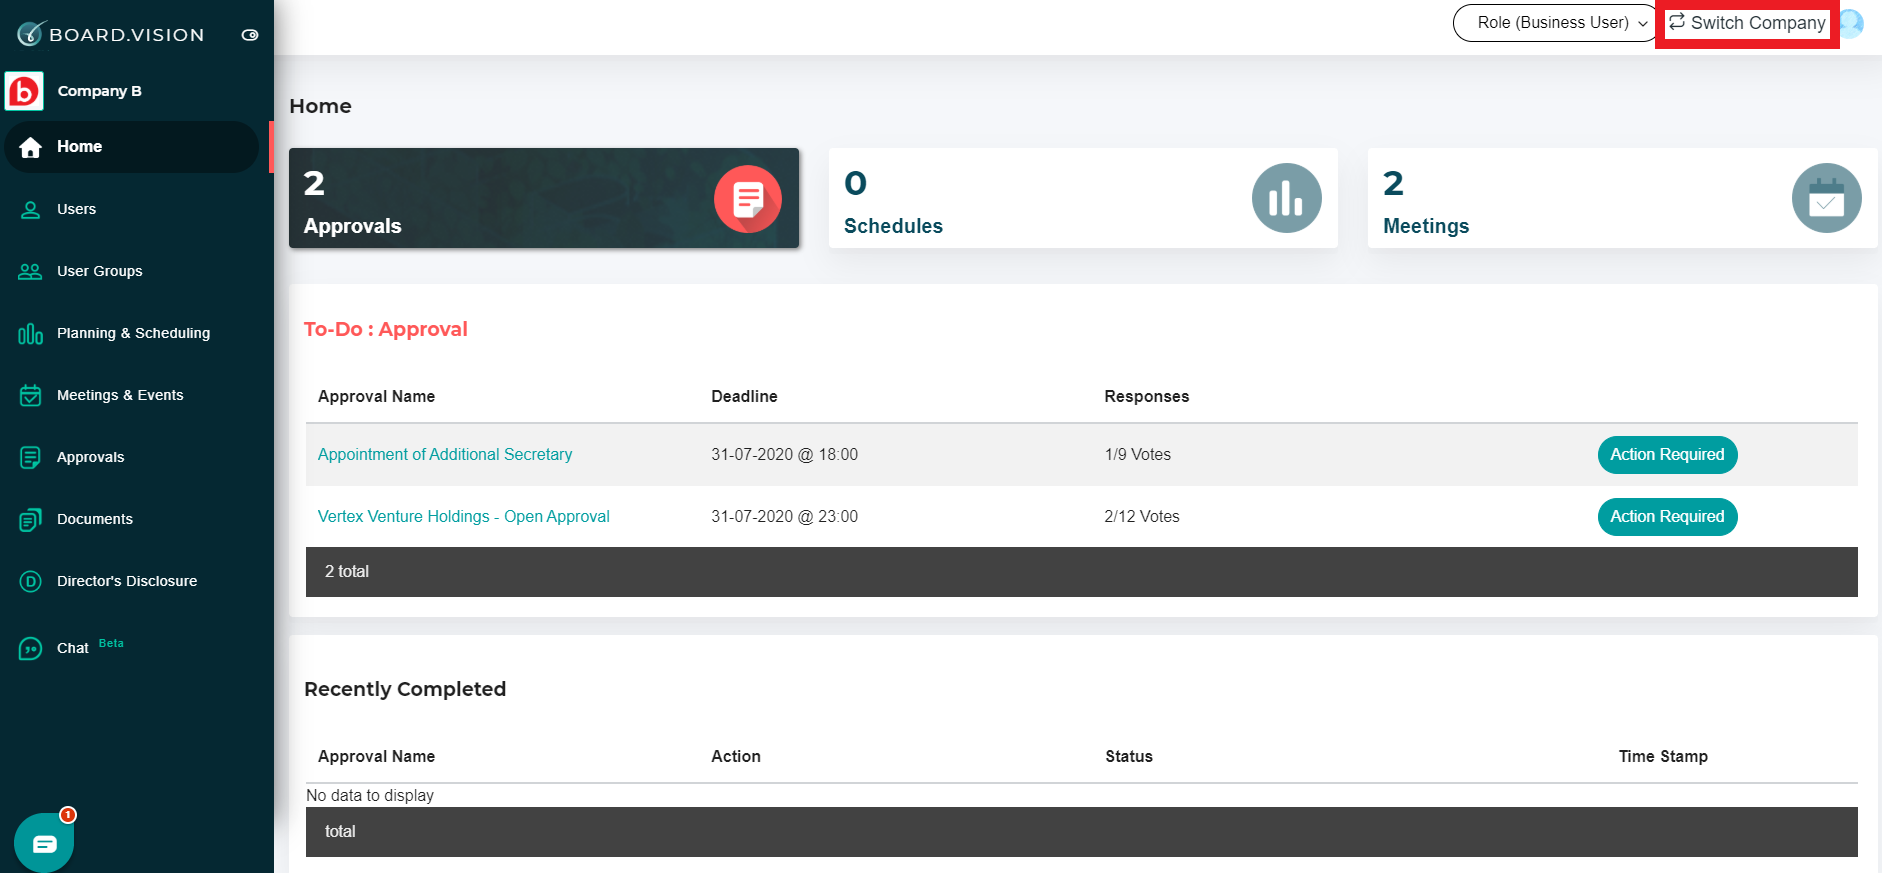 BOARD.VISION
Role (Business User)
Switch Company
b
Company B
Home
Users
User Groups
Planning & Scheduling
Meetings & Events
Approvals
Documents
D
Director's Disclosure
Chat Beta
1
Home
2
Approvals
0
Schedules
2
Meetings
To-Do : Approval
Approval Name Deadline Responses
Appointment of Additional Secretary 31-07-2020 @ 18:00 1/9 Votes Action Required
Vertex Venture Holdings - Open Approval 31-07-2020 @ 23:00 2/12 Votes Action Required
2 total
Recently Completed
Approval Name Action Status Time Stamp
No data to display
total